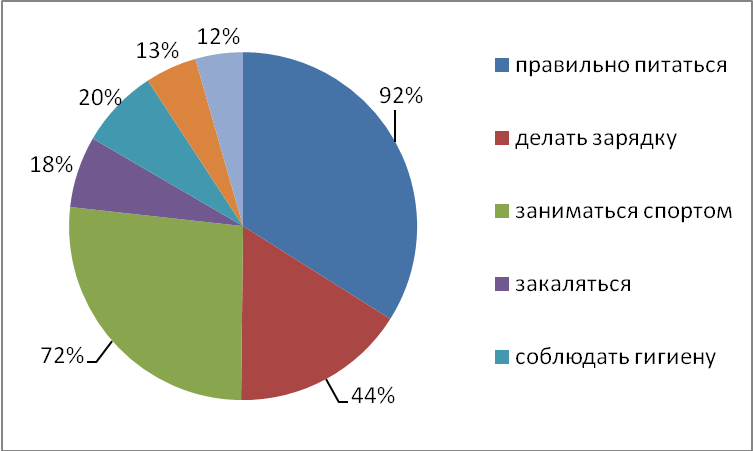 12%
13%
20%
18%
72%
92%
44%
правильно питаться
делать зарядку
заниматься спортом
закаляться
соблюдать гигиену